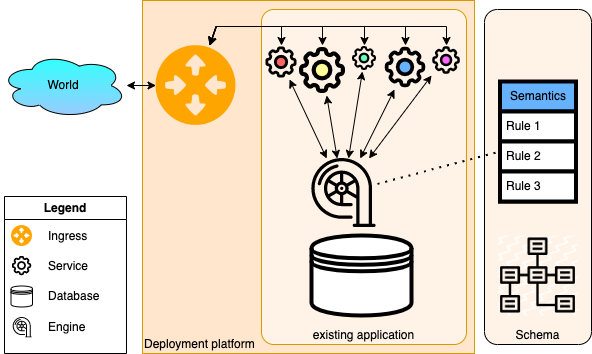 World
Semantics
Rule 1
Rule 2
Rule 3
Legend
Ingress
Service
Database
Engine
Deployment platform
existing application
Schema